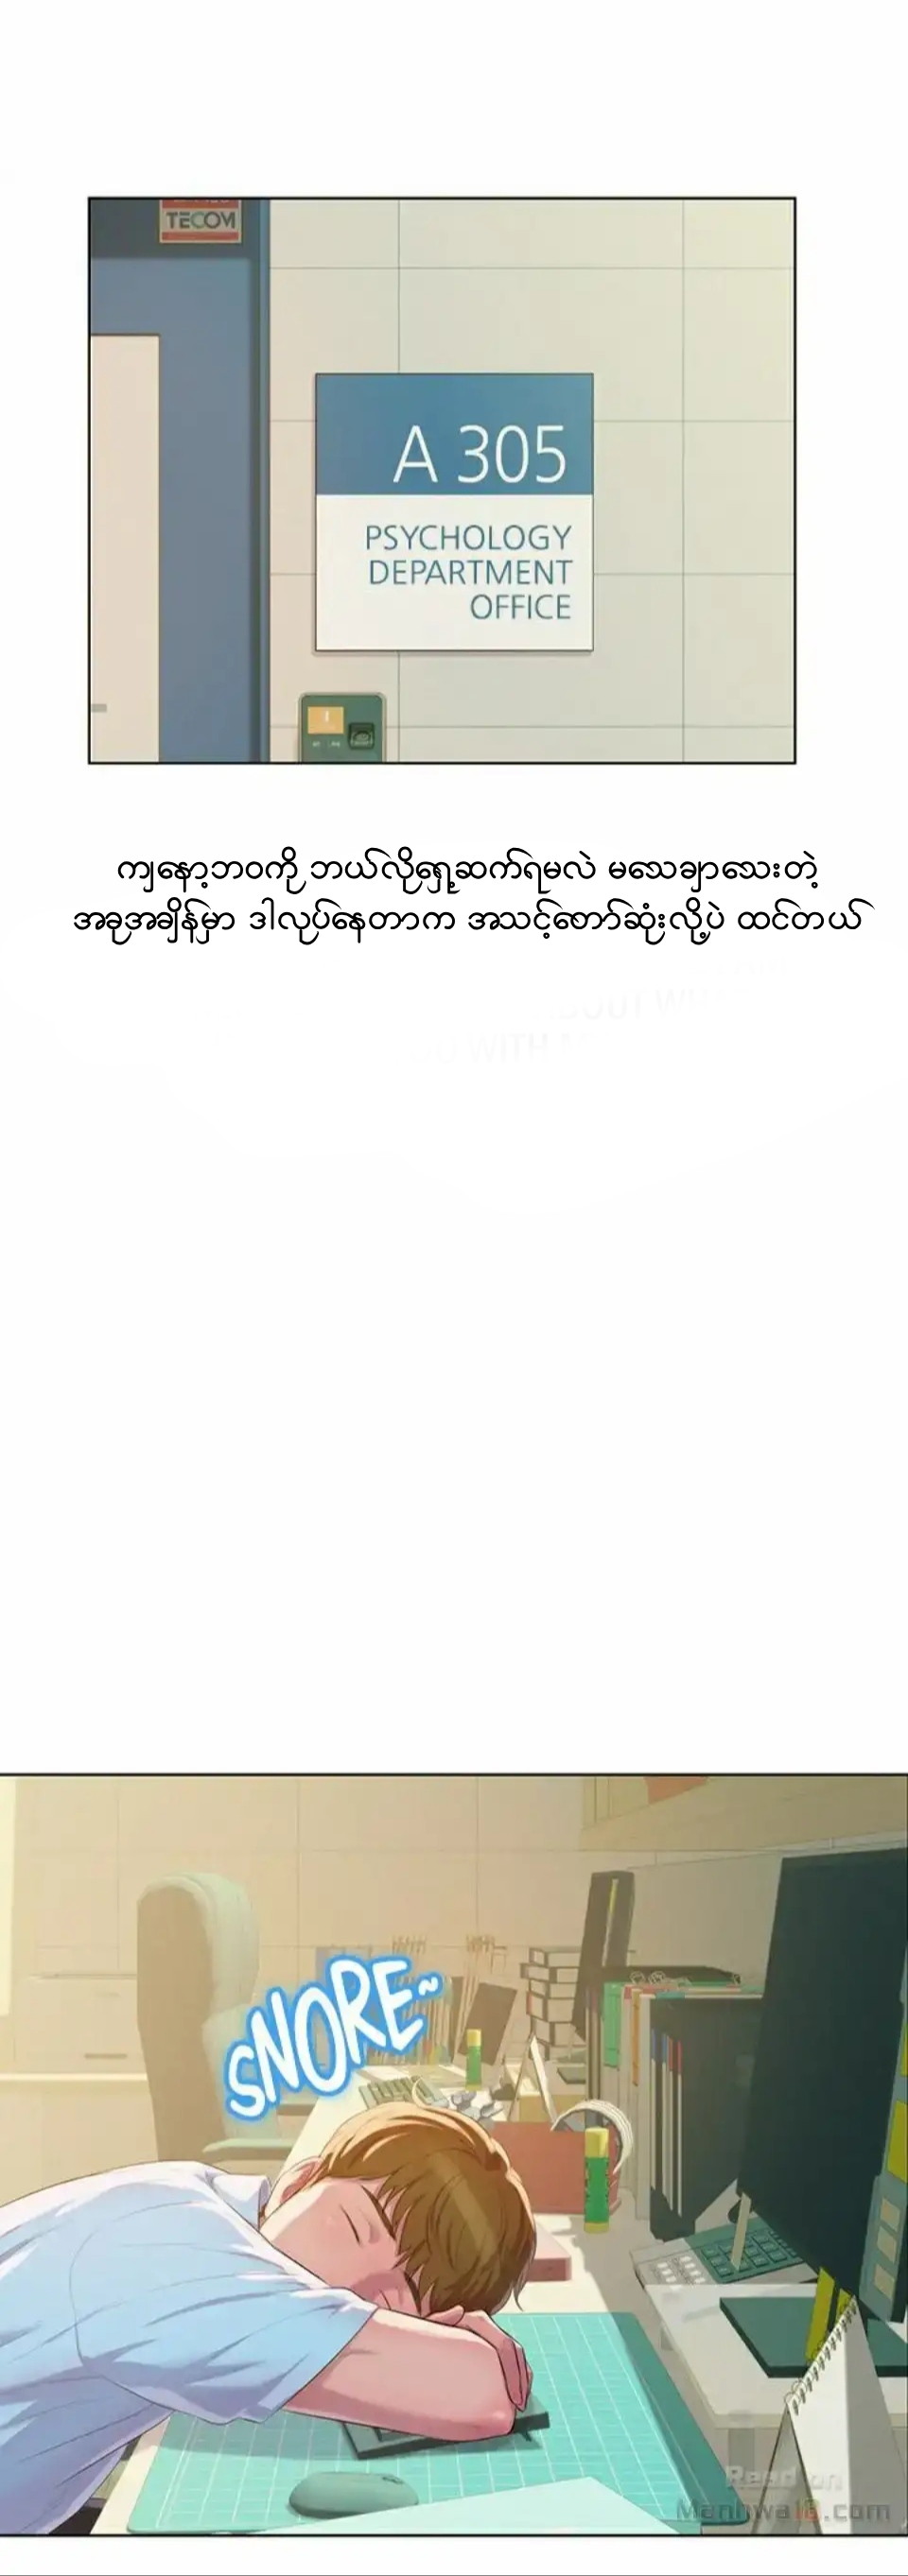 TECOM
A 305
PSYCHOLOGY
DEPARTMENT
OFFICE
ကျနော့ဘဝကို ဘယ်လိုရှေ့ဆက်ရမလဲ မသေချာသေးတဲ့
အခုအချိန်မှာ ဒါလုပ်နေတာက အသင့်တော်ဆုံးလို့ပဲ ထင်တယ်
BOUT
WITH
SNORE~
Read on
Manhwa18.com